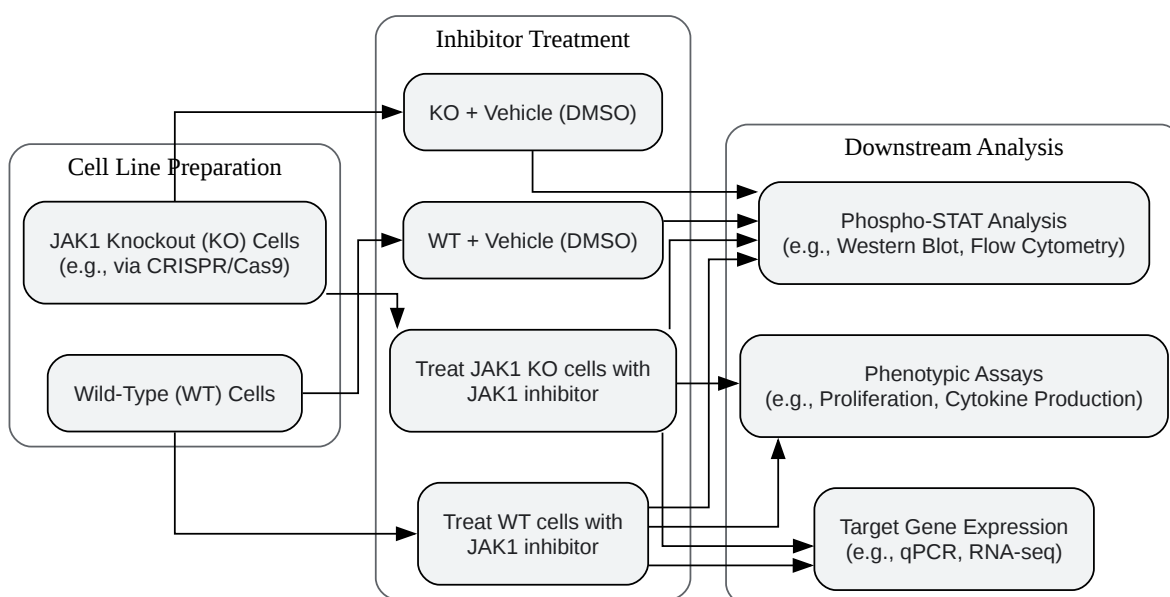 Inhibitor Treatment
KO + Vehicle (DMSO)
Cell Line Preparation
Downstream Analysis
JAK1 Knockout (KO) Cells
(e.g., via CRISPR/Cas9)
WT + Vehicle (DMSO)
Phospho-STAT Analysis
(e.g., Western Blot, Flow Cytometry)
Wild-Type (WT) Cells
Treat JAK1 KO cells with
JAK1 inhibitor
Phenotypic Assays
(e.g., Proliferation, Cytokine Production)
Treat WT cells with
JAK1 inhibitor
Target Gene Expression
(e.g., qPCR, RNA-seq)